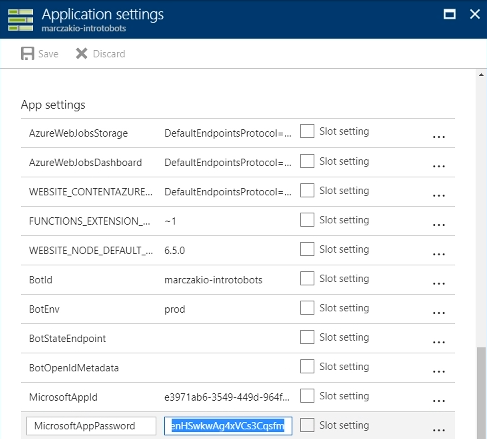 Application settings
marczakio-introtobots
Save Discard
App settings
AzureWebJobsStorage DefaultEndpointsProtocol=... Slot setting ...
AzureWebJobsDashboard DefaultEndpointsProtocol=... Slot setting ...
WEBSITE_CONTENTAZURE... DefaultEndpointsProtocol=... Slot setting ...
FUNCTIONS_EXTENSION_... ~1 Slot setting ...
WEBSITE_NODE_DEFAULT_... 6.5.0 Slot setting ...
BotId marczakio-introtobots Slot setting ...
BotEnv prod Slot setting ...
BotStateEndpoint Slot setting ...
BotOpenIdMetadata Slot setting ...
MicrosoftAppId e3971ab6-3549-449d-964f... Slot setting ...
MicrosoftAppPassword enHSwkwAg4xVCs3Cqsfm Slot setting ...